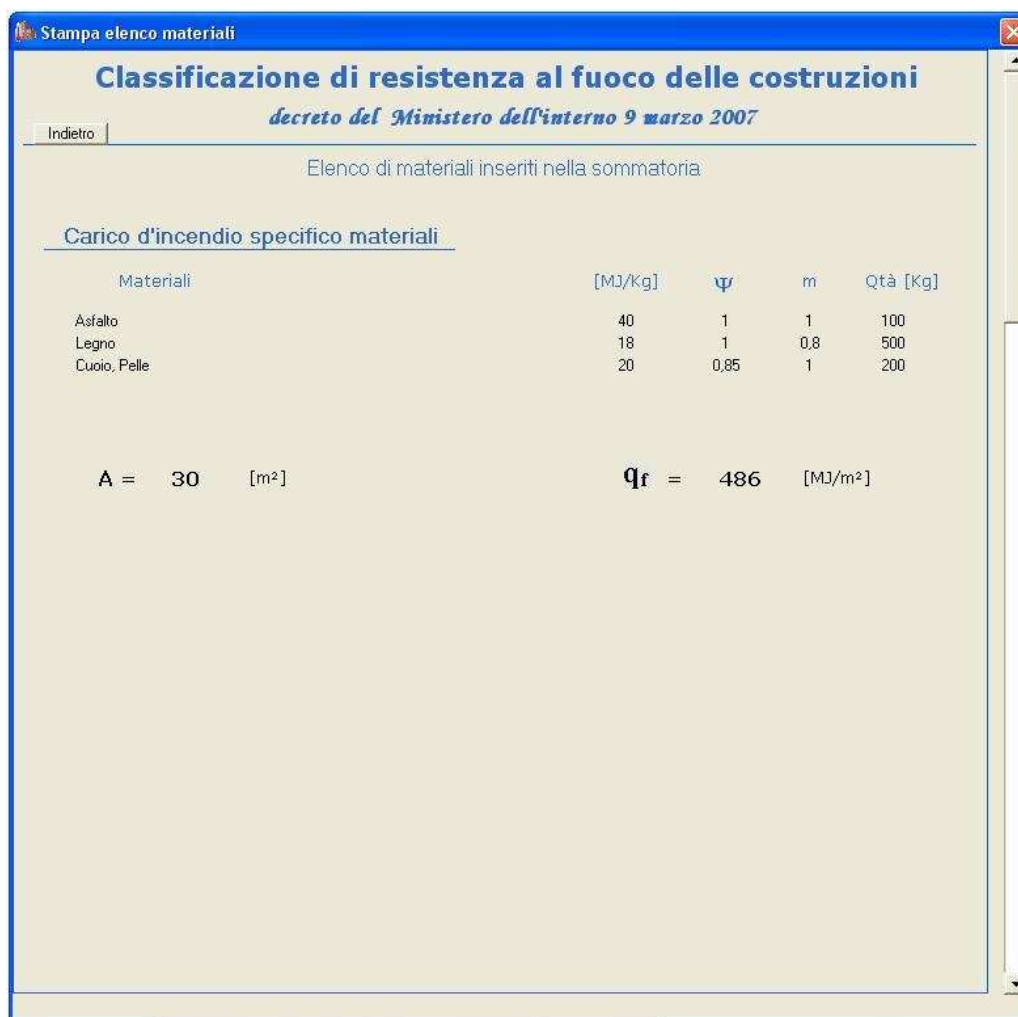 Stampa elenco materiali
Classificazione di resistenza al fuoco delle costruzioni
decreto del Ministero dell'interno 9 marzo 2007
Indietro
Elenco di materiali inseriti nella sommatoria
Carico d'incendio specifico materiali
Materiali [MJ/Kg] Ψ m Qtà [Kg]
Asfalto 40 1 1 100
Legno 18 1 0,8 500
Cuoio, Pelle 20 0,85 1 200
A = 30 [m²] qf = 486 [MJ/m²]